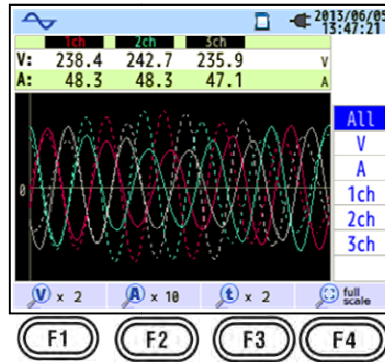 2013/06/05
13:47:21
1ch 2ch 3ch
V: 238.4 242.7 235.9 V
A: 48.3 48.3 47.1 A
All
V
A
1ch
2ch
3ch
0
V x 2 A x 10 t x 2 full scale
F1 F2 F3 F4